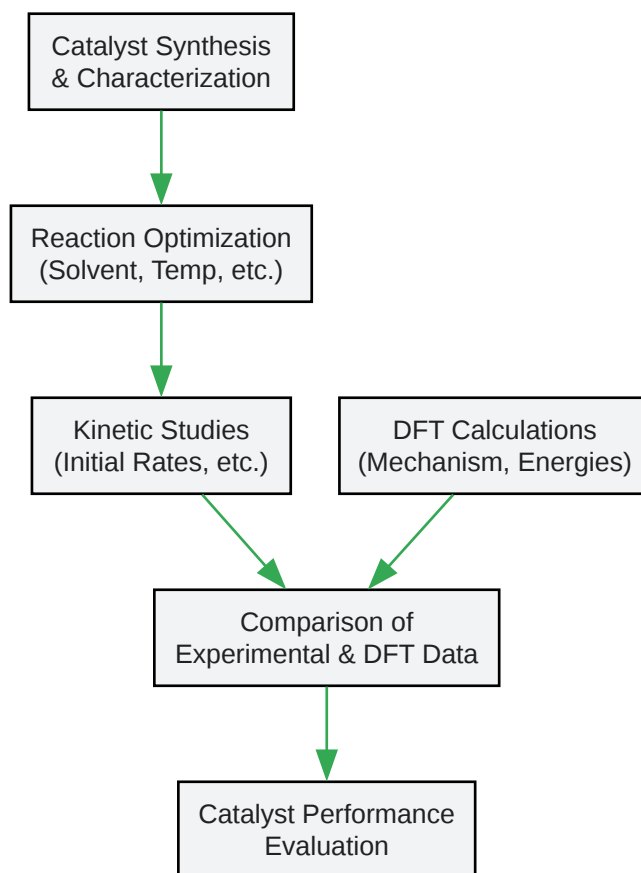 Catalyst Synthesis
& Characterization
Reaction Optimization
(Solvent, Temp, etc.)
Kinetic Studies
(Initial Rates, etc.)
DFT Calculations
(Mechanism, Energies)
Comparison of
Experimental & DFT Data
Catalyst Performance
Evaluation